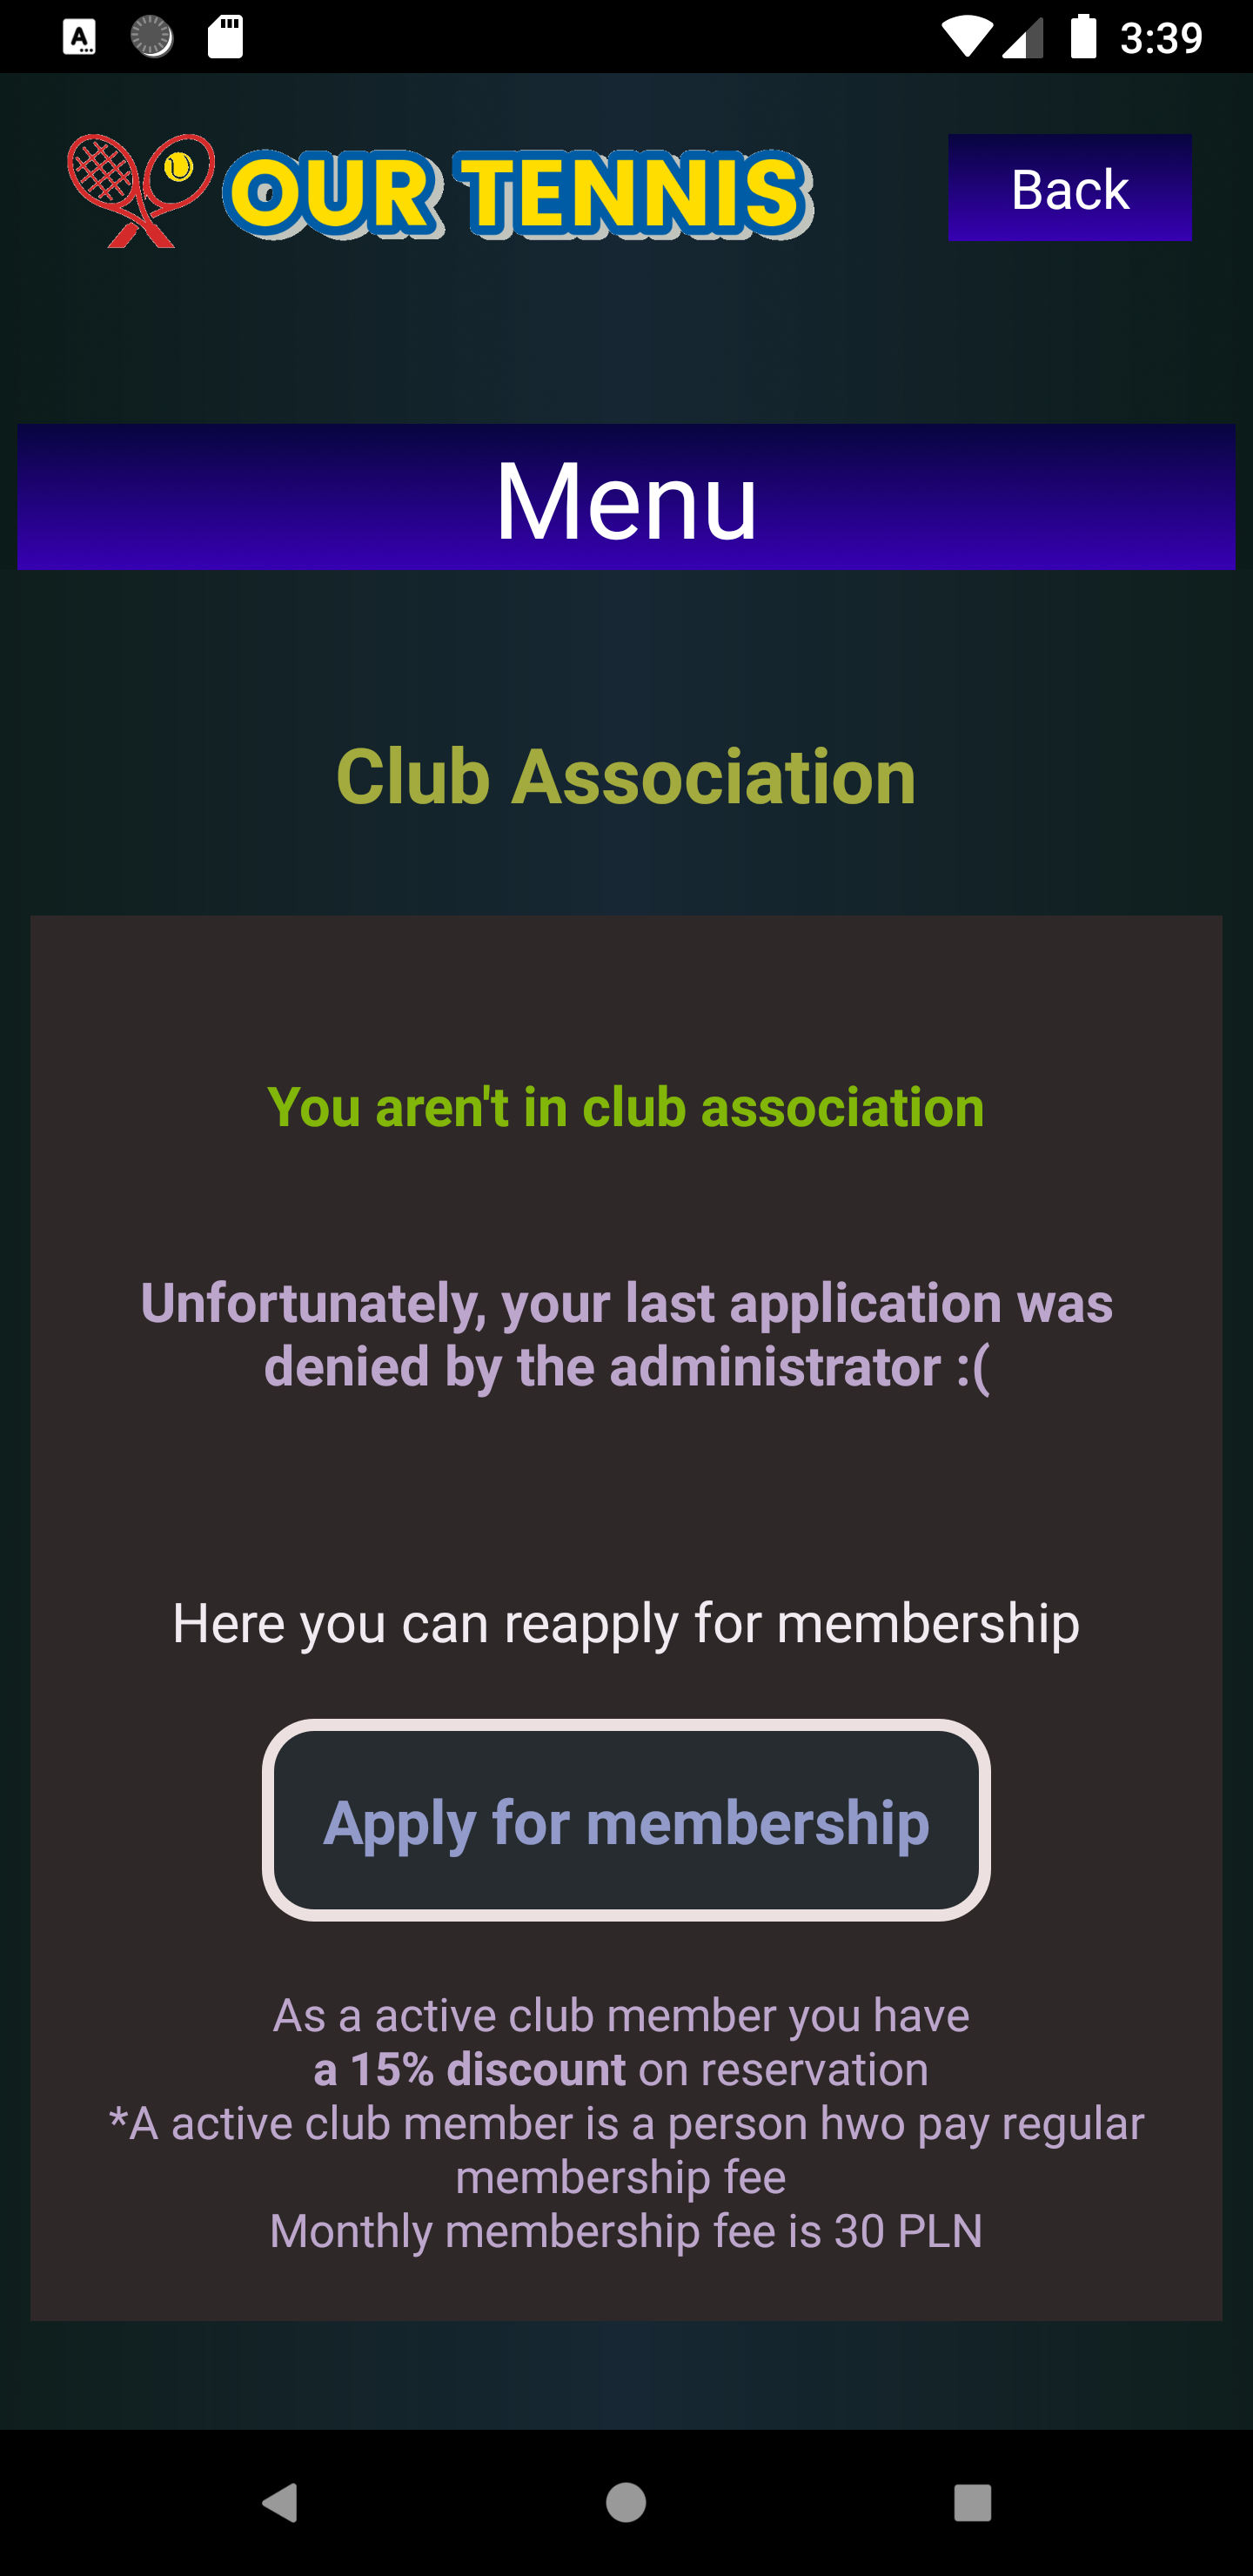 3:39
OUR TENNIS
Back
Menu
Club Association
You aren't in club association
Unfortunately, your last application was
denied by the administrator :(
Here you can reapply for membership
Apply for membership
As a active club member you have
a 15% discount on reservation
*A active club member is a person hwo pay regular
membership fee
Monthly membership fee is 30 PLN